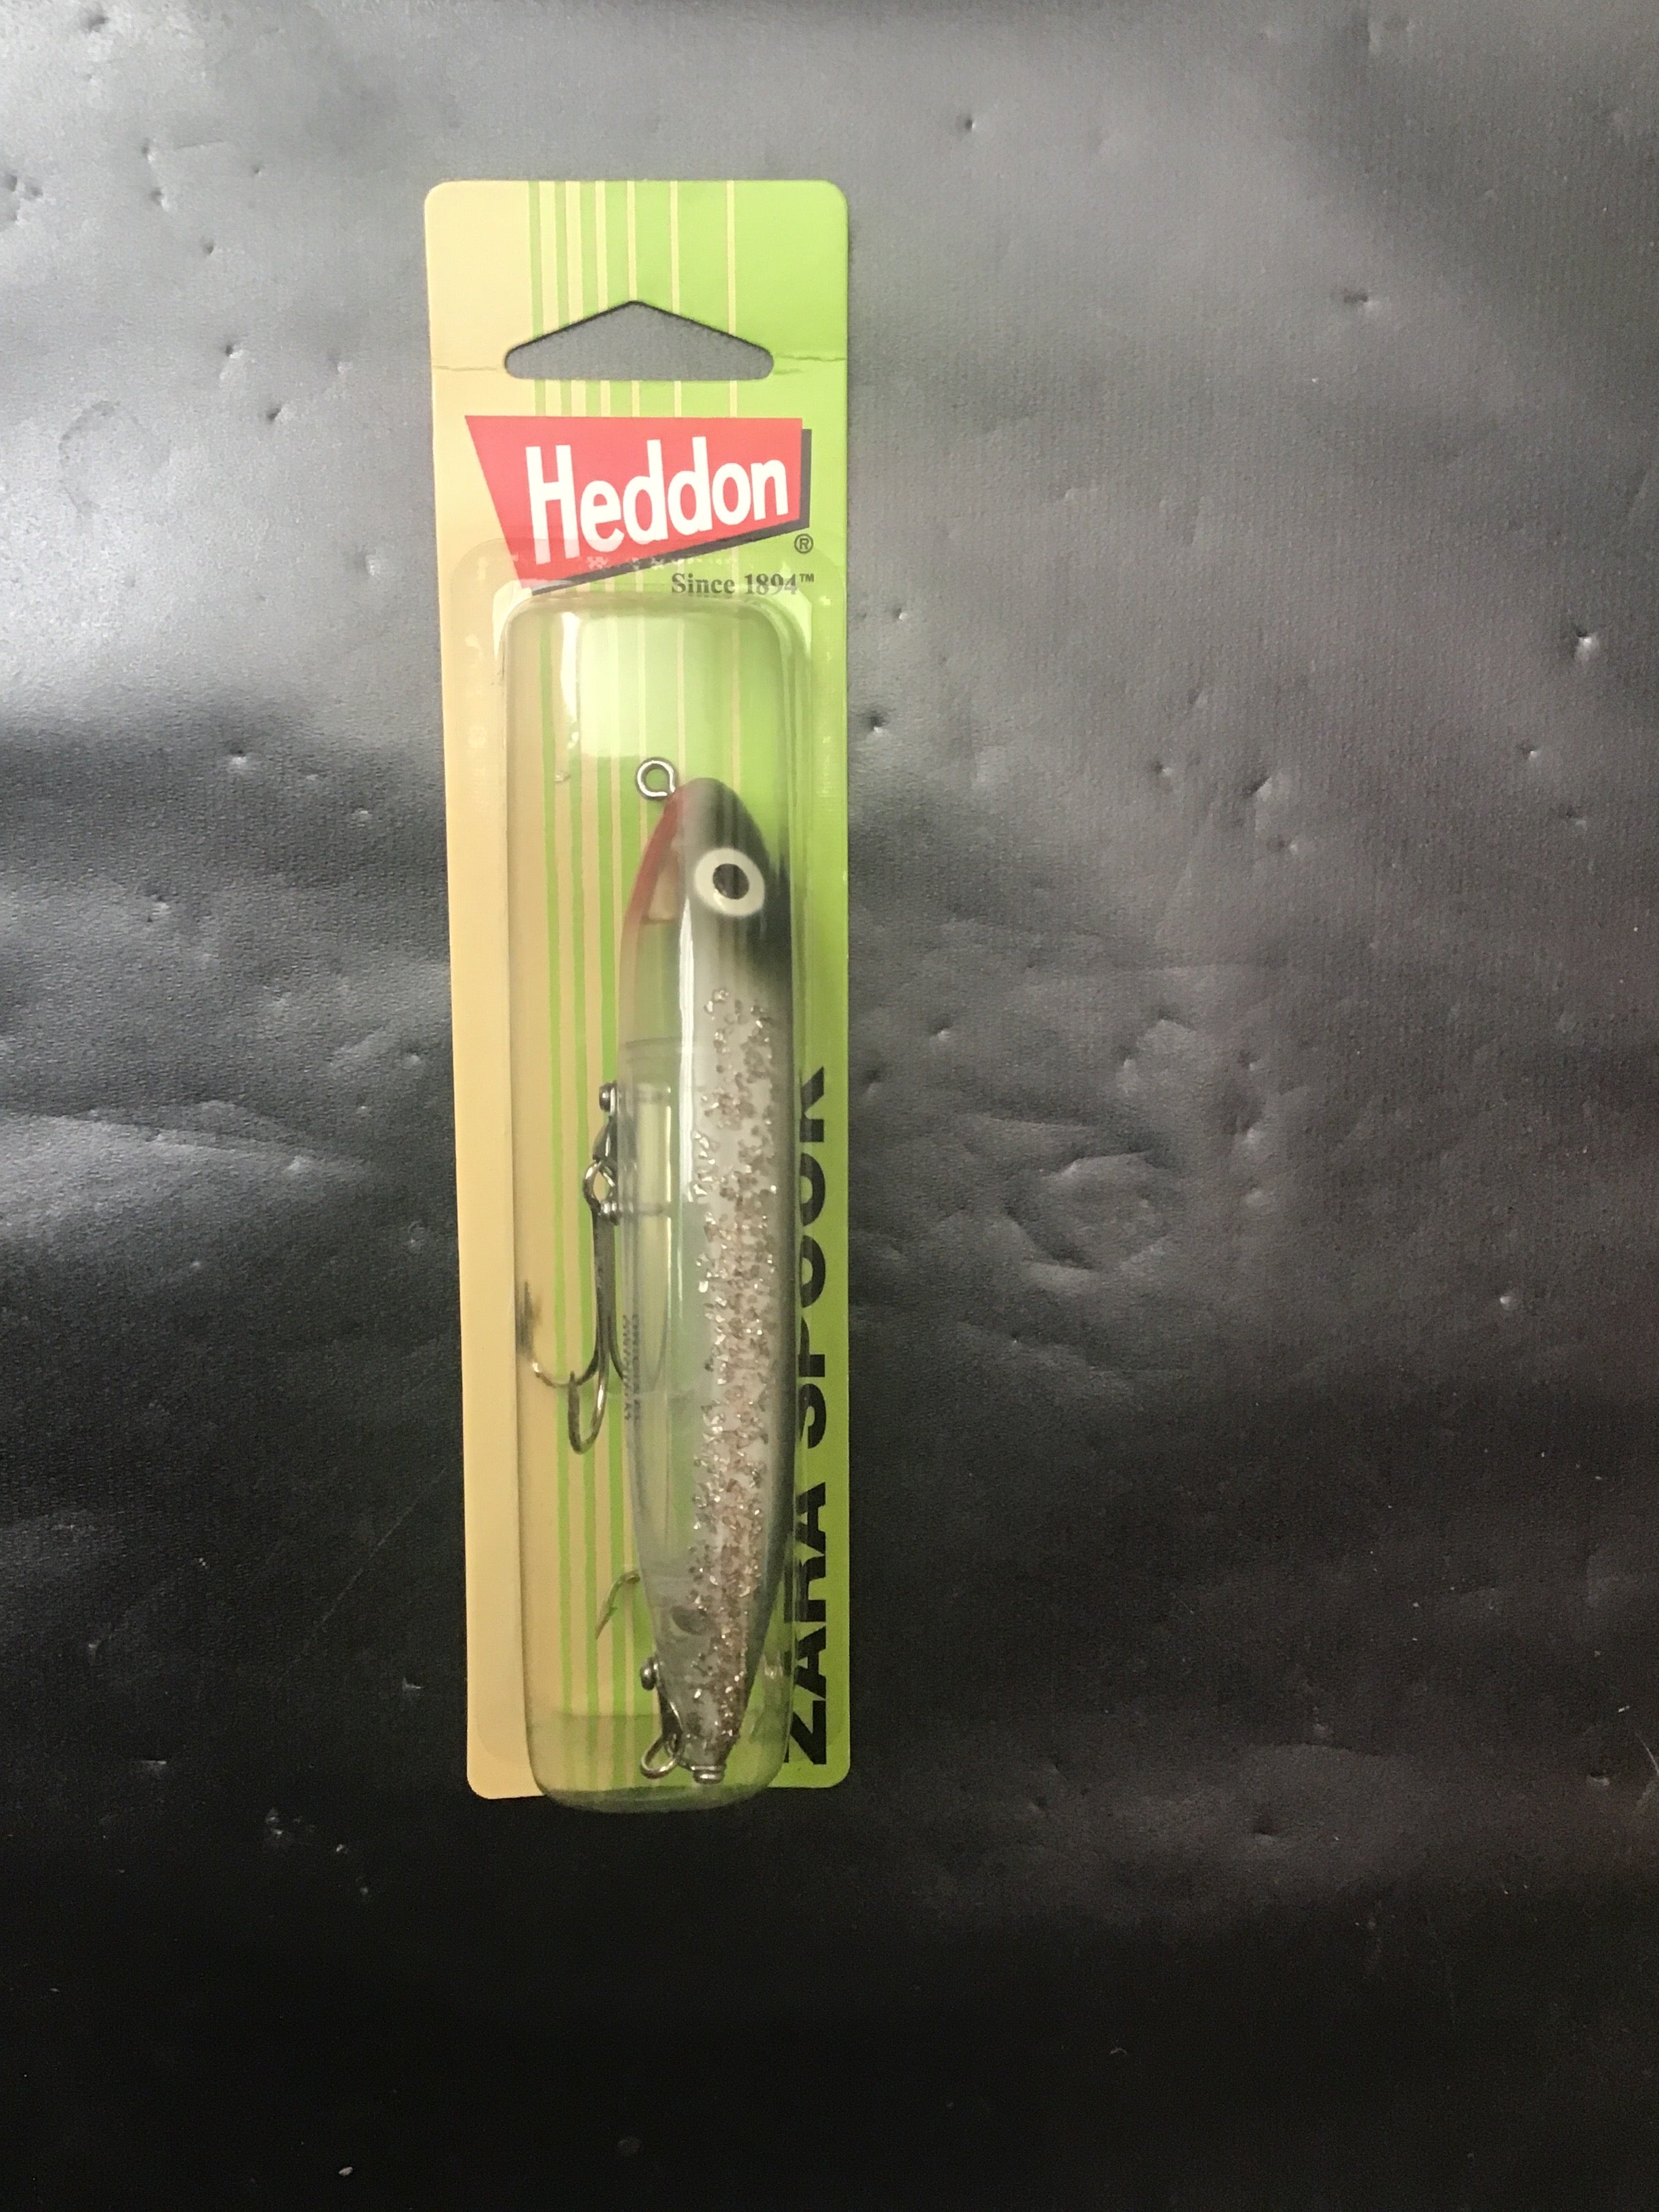 Heddon®
Since 1894™
ZARA SPOOK